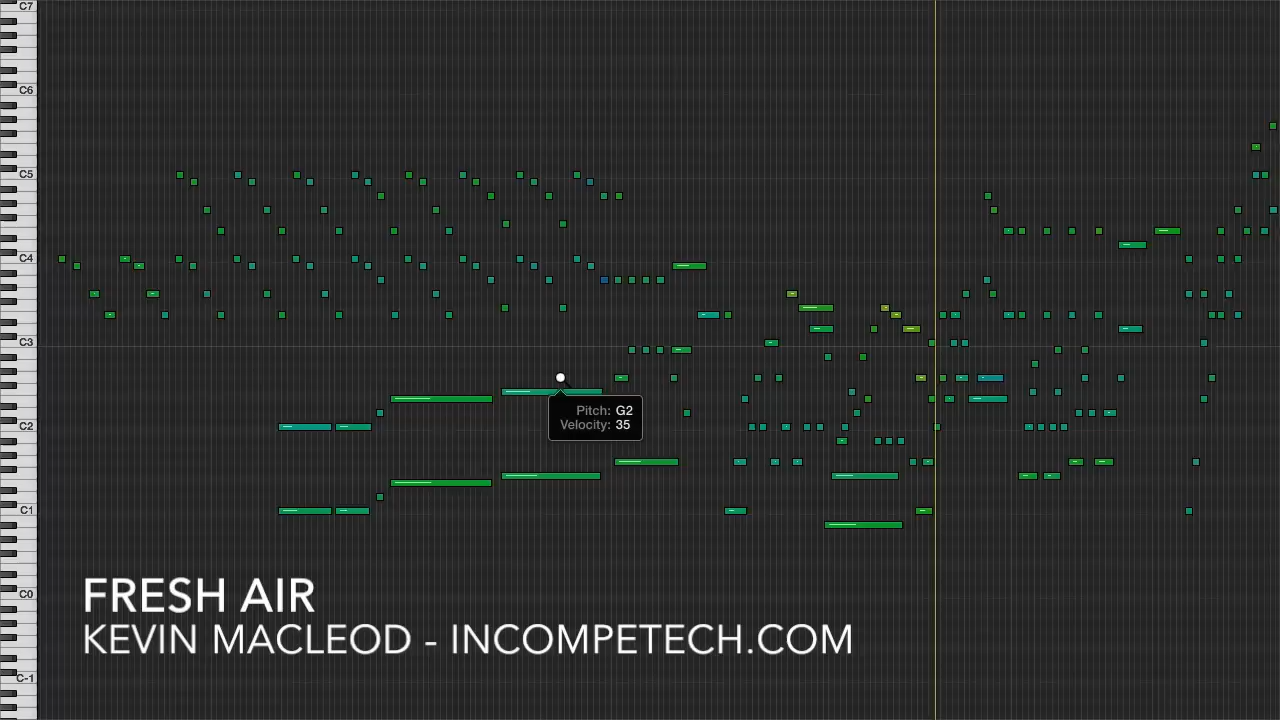 C7
C6
C5
C4
C3
Pitch: G2
Velocity: 35
C2
C1
C0
FRESH AIR
KEVIN MACLEOD - INCOMPETECH.COM
C-1